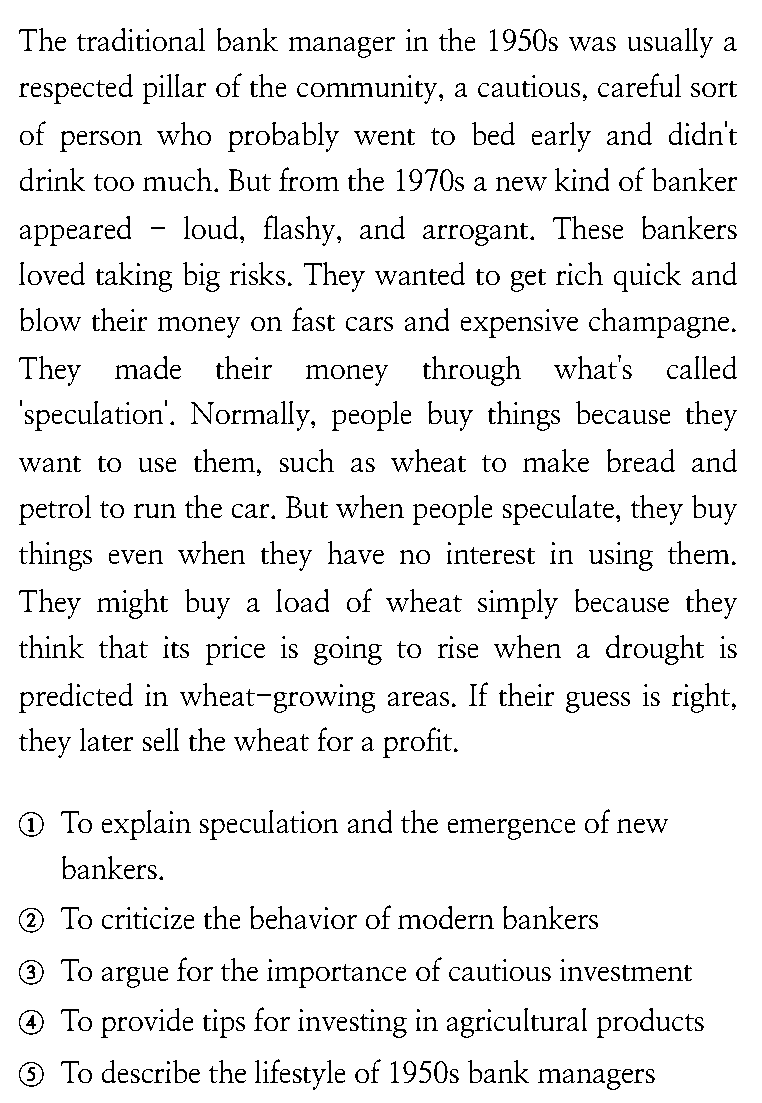 The traditional bank manager in the 1950s was usually a
respected pillar of the community, a cautious, careful sort
of person who probably went to bed early and didn't
drink too much. But from the 1970s a new kind of banker
appeared - loud, flashy, and arrogant. These bankers
loved taking big risks. They wanted to get rich quick and
blow their money on fast cars and expensive champagne.
They made their money through what's called
'speculation'. Normally, people buy things because they
want to use them, such as wheat to make bread and
petrol to run the car. But when people speculate, they buy
things even when they have no interest in using them.
They might buy a load of wheat simply because they
think that its price is going to rise when a drought is
predicted in wheat-growing areas. If their guess is right,
they later sell the wheat for a profit.
① To explain speculation and the emergence of new
bankers.
② To criticize the behavior of modern bankers
③ To argue for the importance of cautious investment
④ To provide tips for investing in agricultural products
⑤ To describe the lifestyle of 1950s bank managers